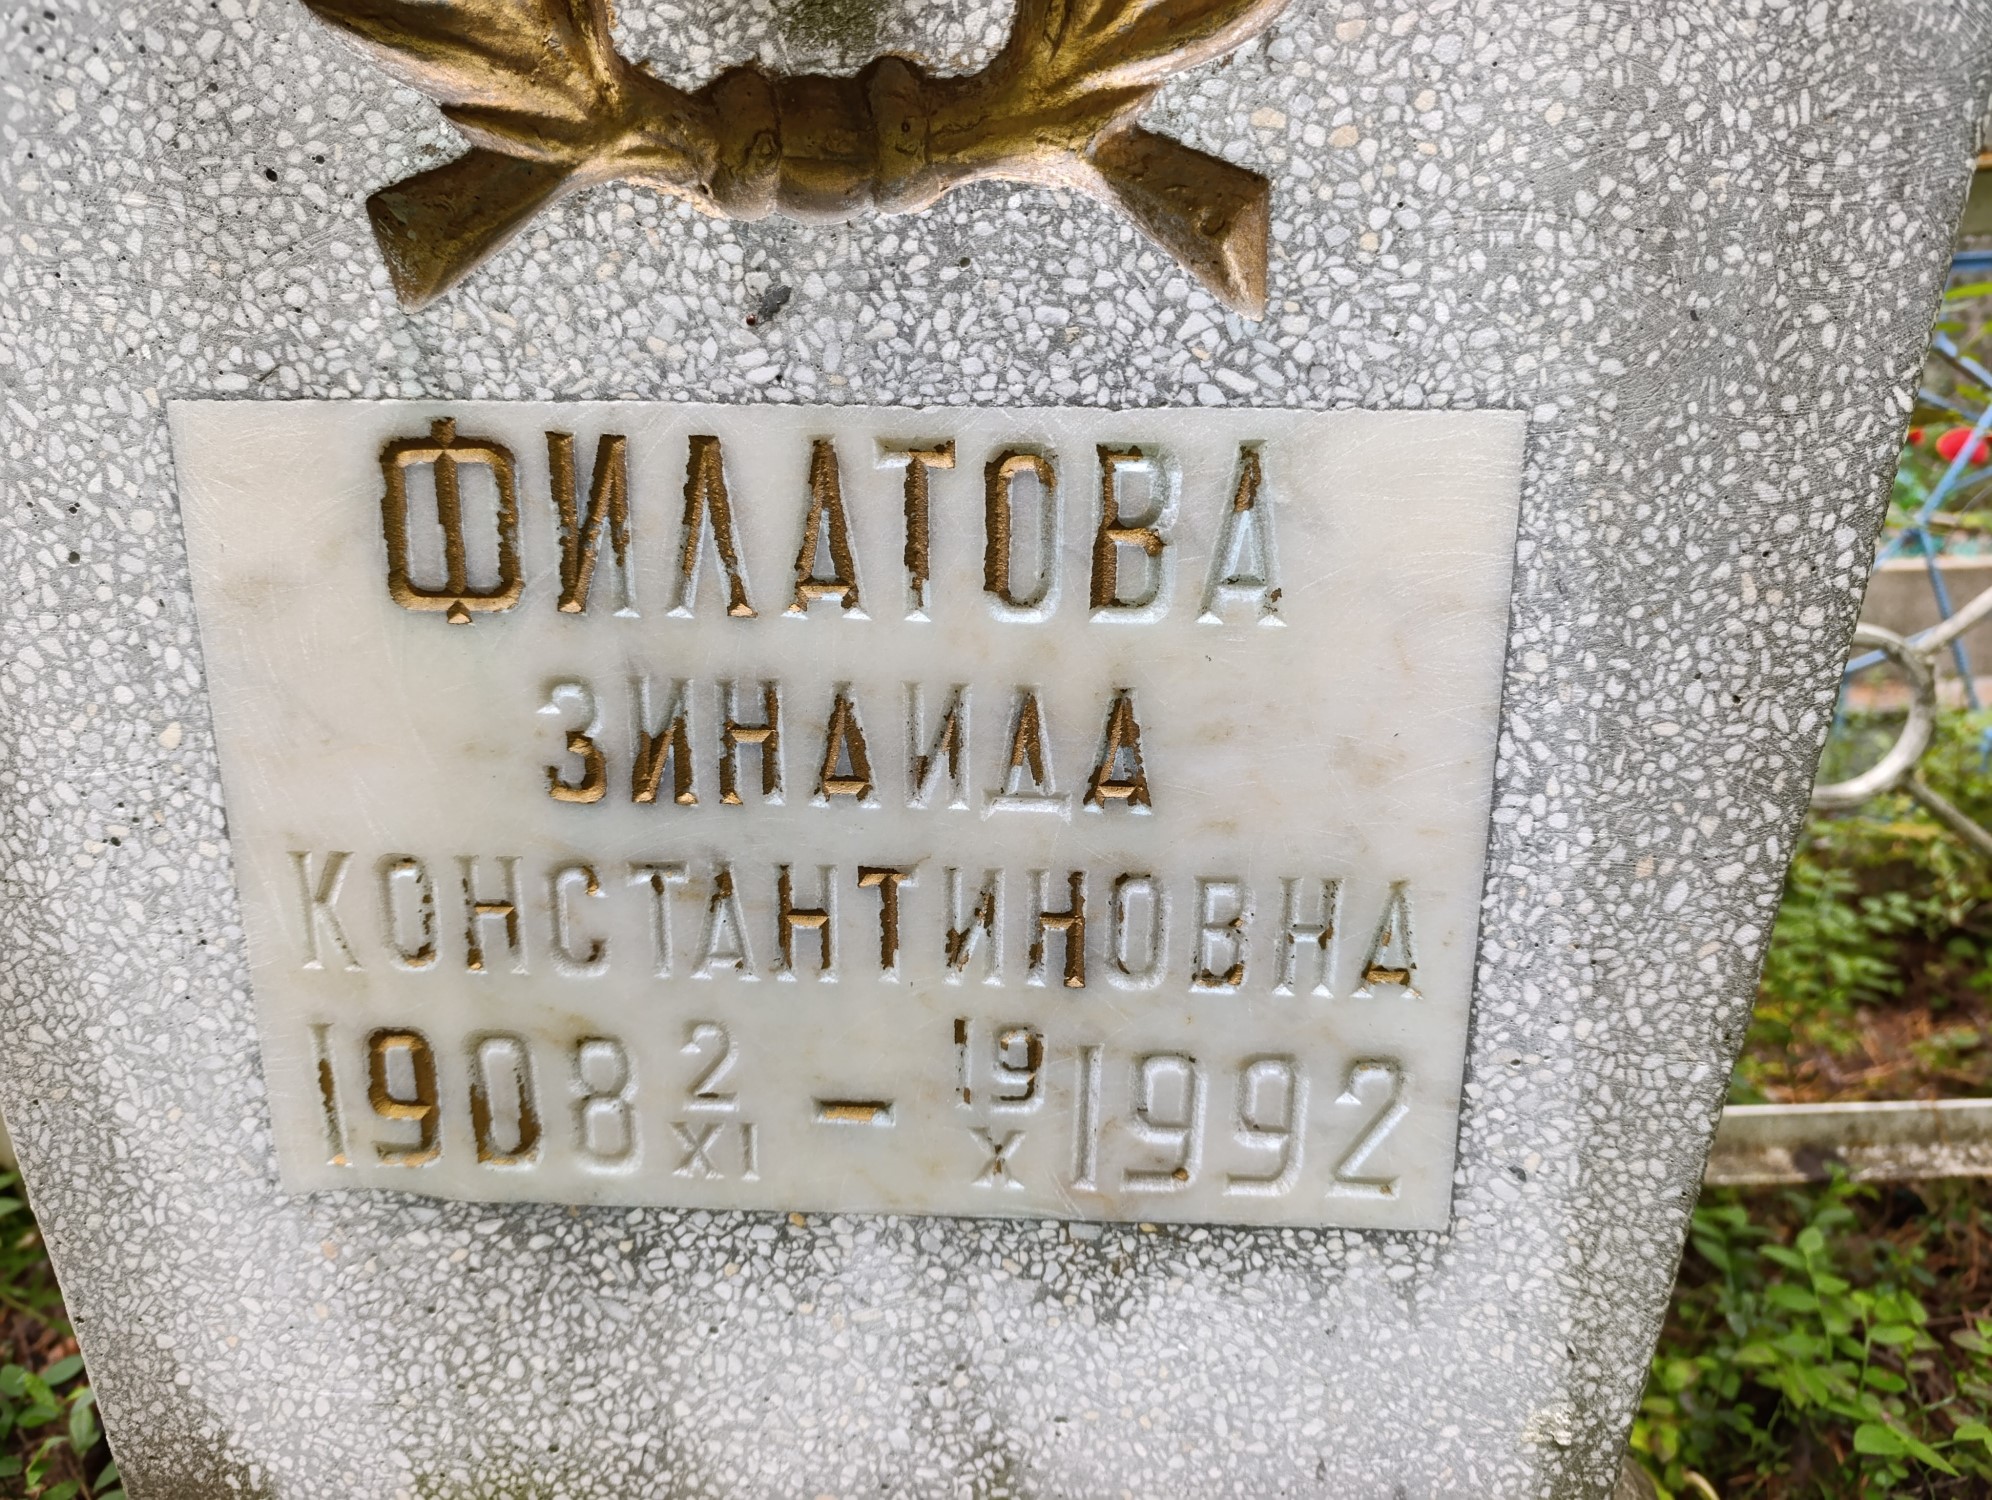 ФИЛАТОВА
ЗИНАИДА
КОНСТАНТИНОВНА
1908 2/XI – 19/X 1992